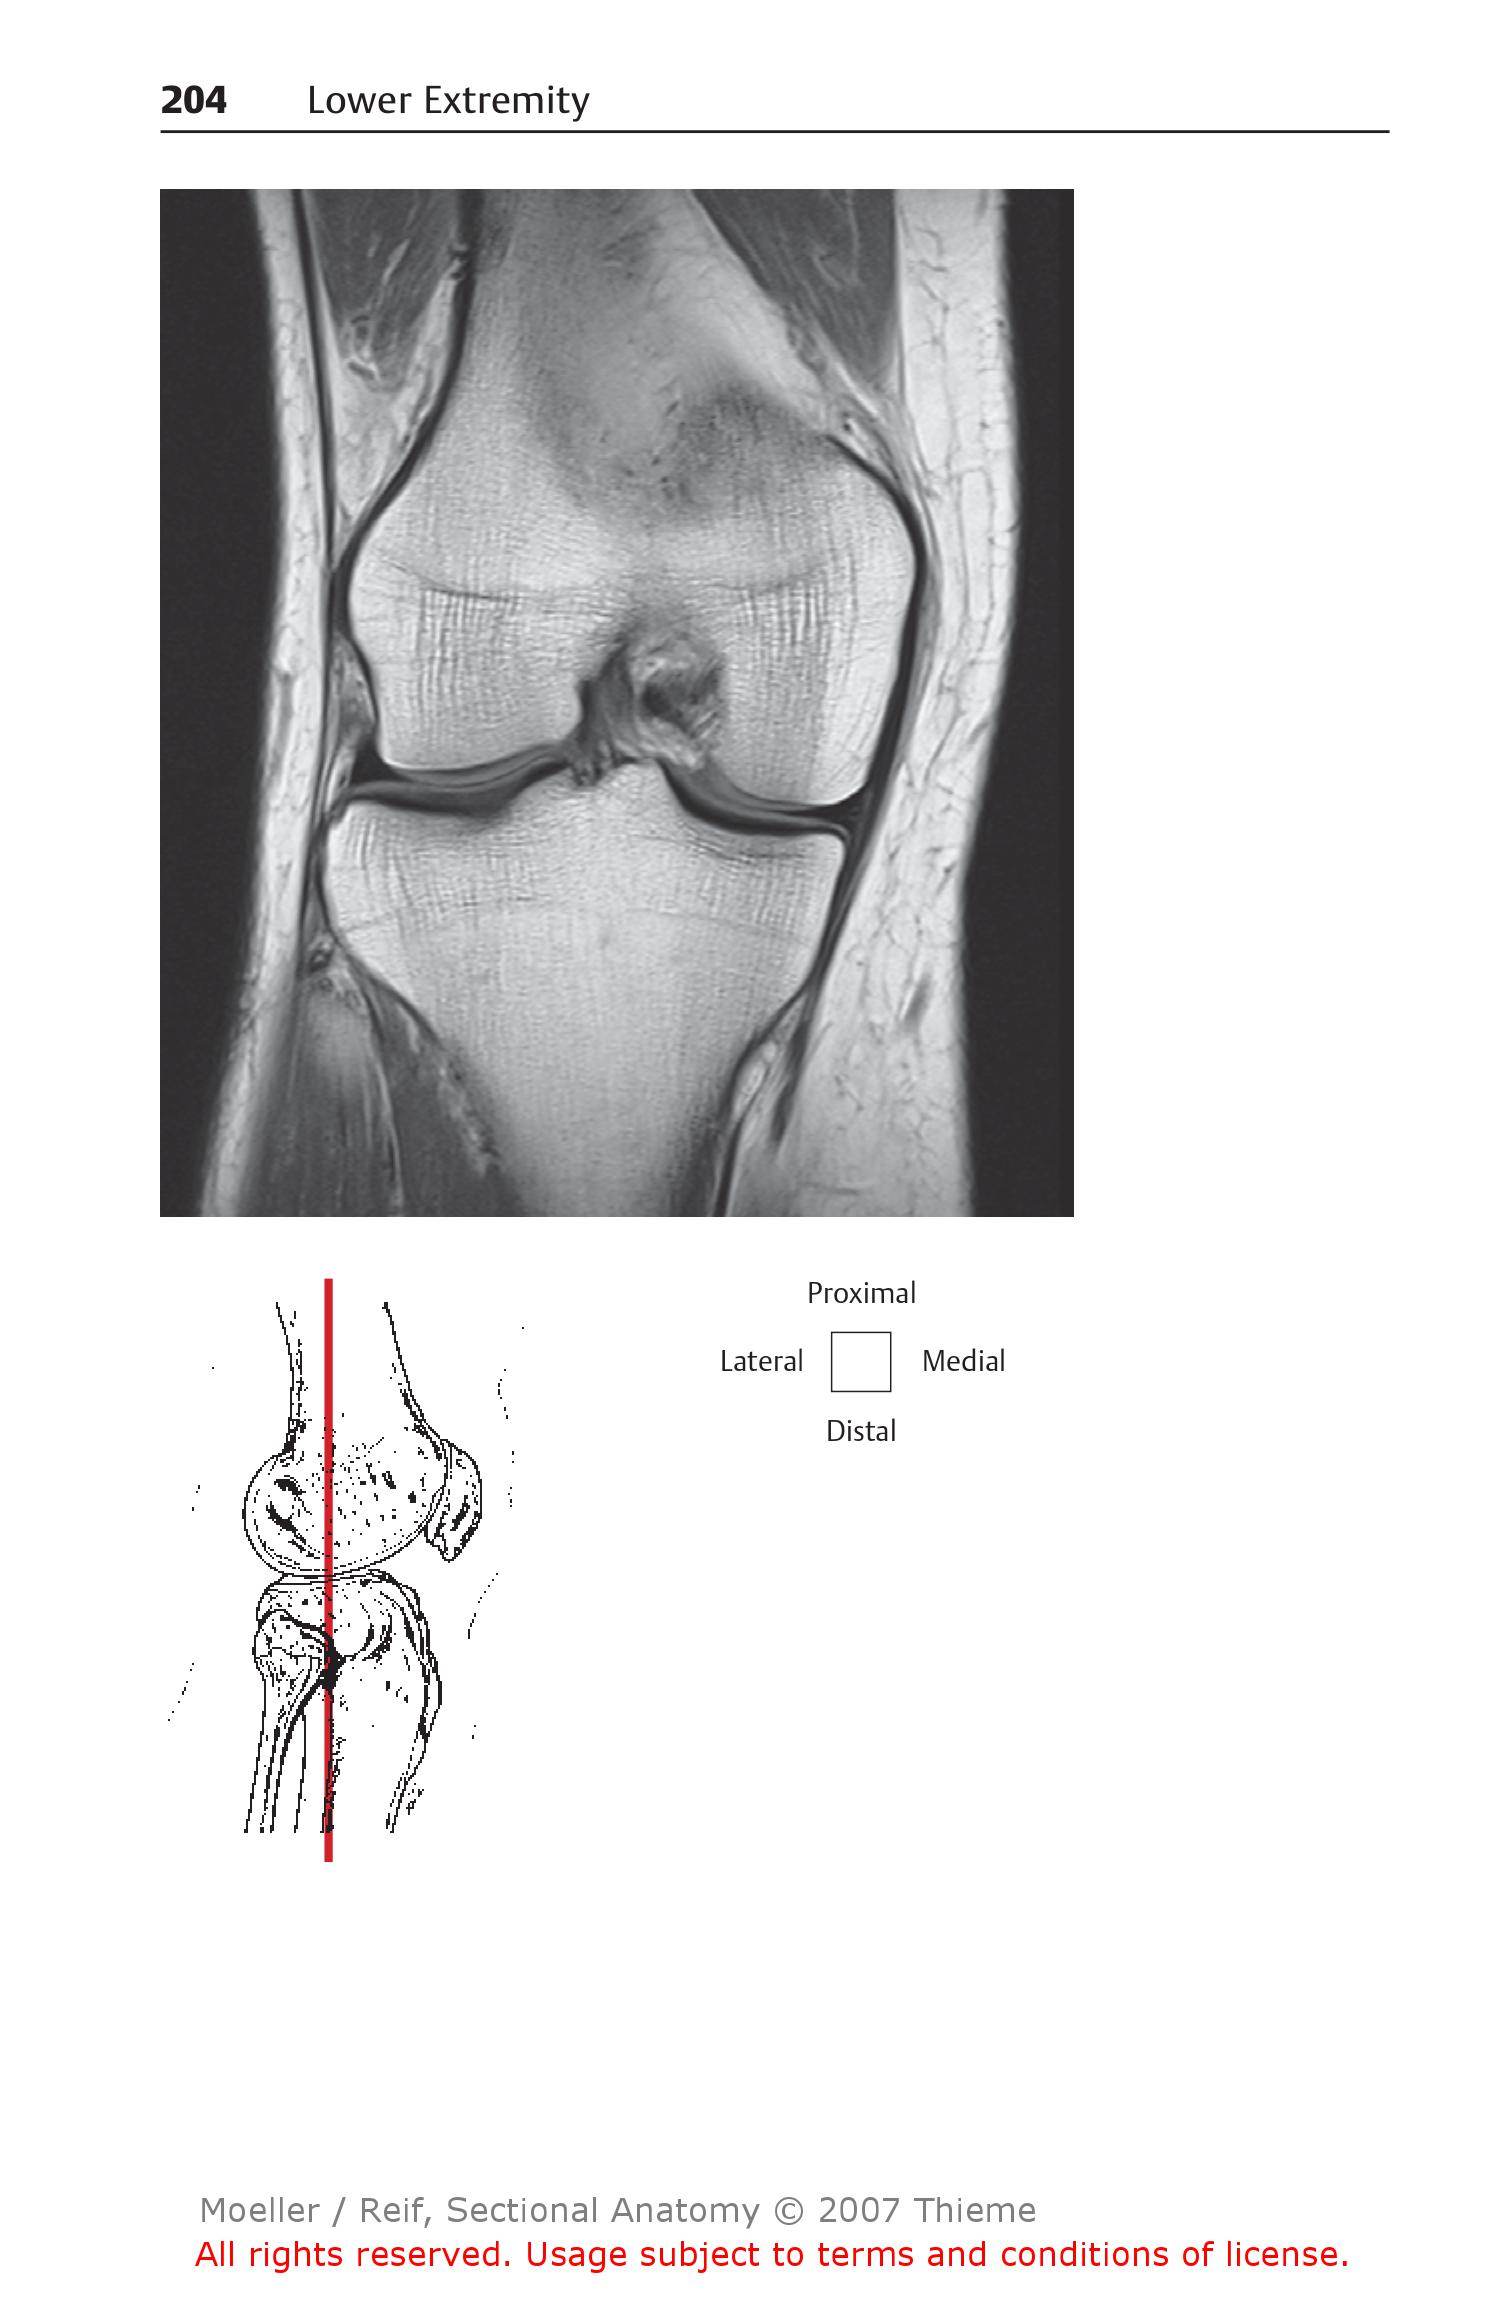 204 Lower Extremity
Proximal
Lateral Medial
Distal
Moeller / Reif, Sectional Anatomy © 2007 Thieme
All rights reserved. Usage subject to terms and conditions of license.